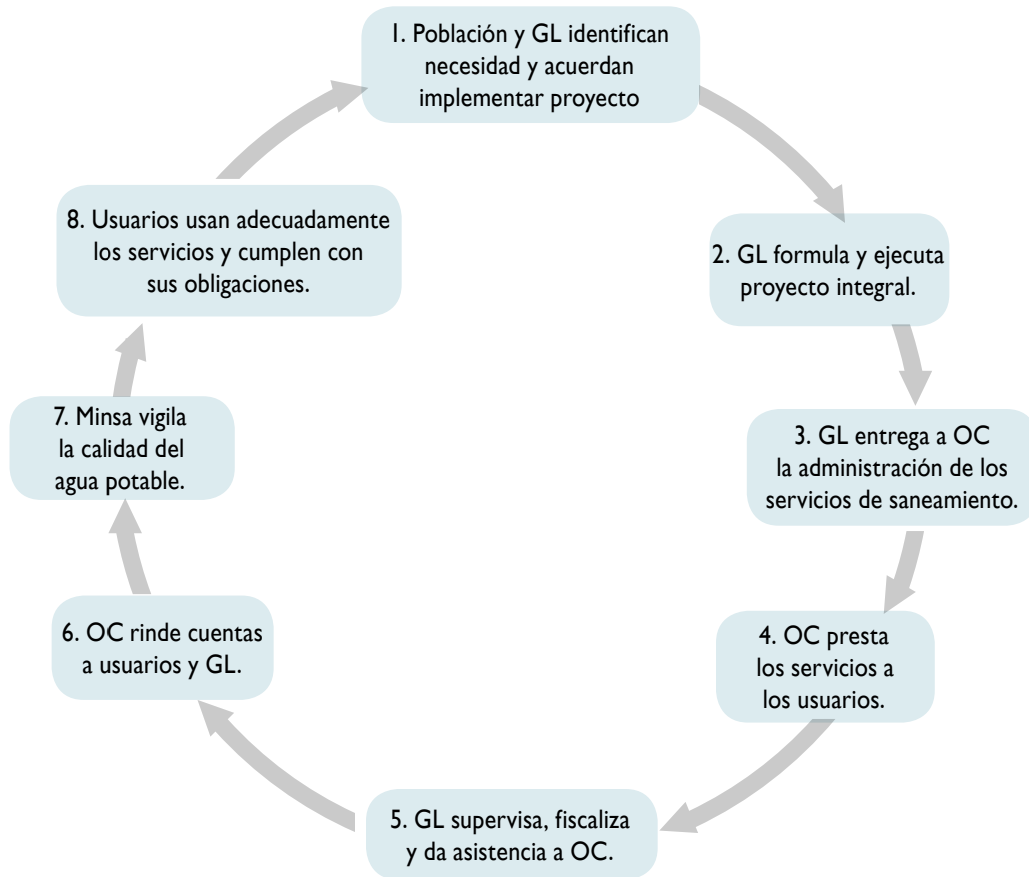 1. Población y GL identifican
necesidad y acuerdan
implementar proyecto
2. GL formula y ejecuta
proyecto integral.
3. GL entrega a OC
la administración de los
servicios de saneamiento.
4. OC presta
los servicios a
los usuarios.
5. GL supervisa, fiscaliza
y da asistencia a OC.
6. OC rinde cuentas
a usuarios y GL.
7. Minsa vigila
la calidad del
agua potable.
8. Usuarios usan adecuadamente
los servicios y cumplen con
sus obligaciones.